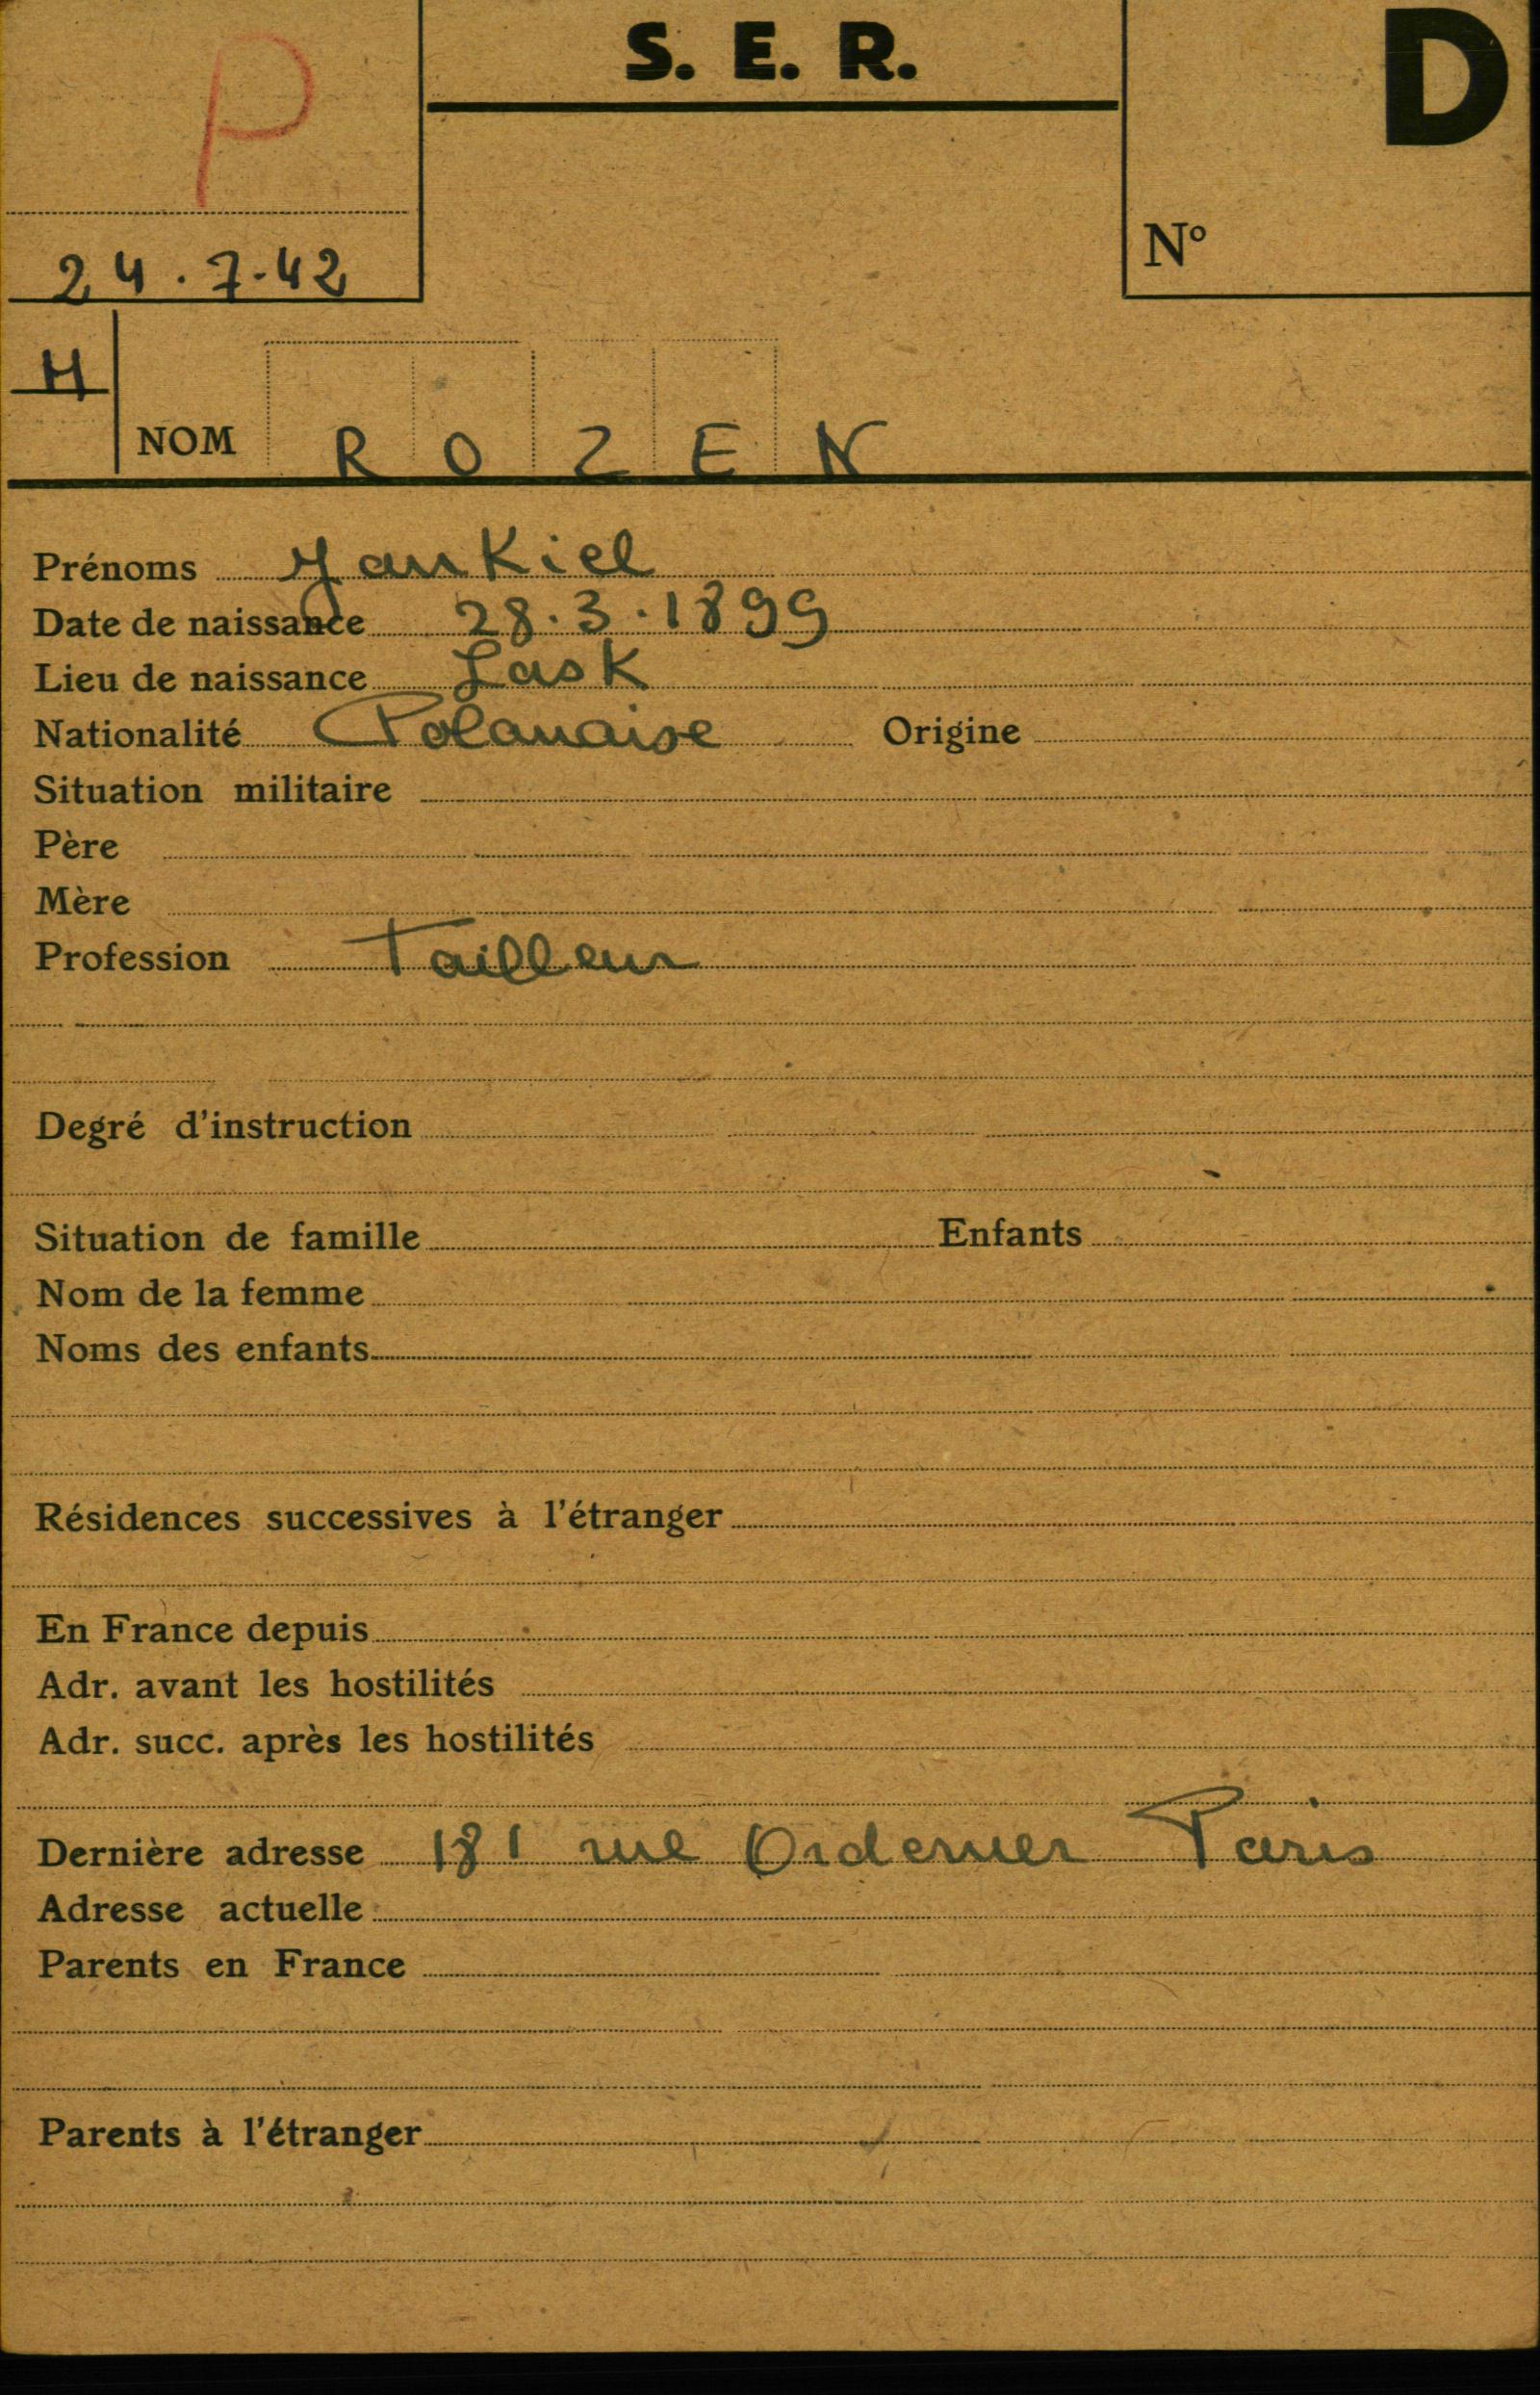 P
S. E. R.
D
24.7.42
N°
H
NOM ROZEN
Prénoms Yankiel
Date de naissance 28.3.1899
Lieu de naissance Lask
Nationalité Polanaise Origine
Situation militaire
Père
Mère
Profession Tailleur
Degré d'instruction
Situation de famille Enfants
Nom de la femme
Noms des enfants
Résidences successives à l'étranger
En France depuis
Adr. avant les hostilités
Adr. succ. après les hostilités
Dernière adresse 181 rue Ordener Paris
Adresse actuelle
Parents en France
Parents à l'étranger